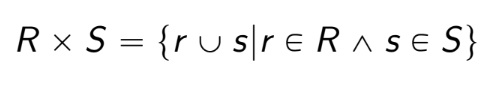 R × S = {r ∪ s|r ∈ R ∧ s ∈ S}